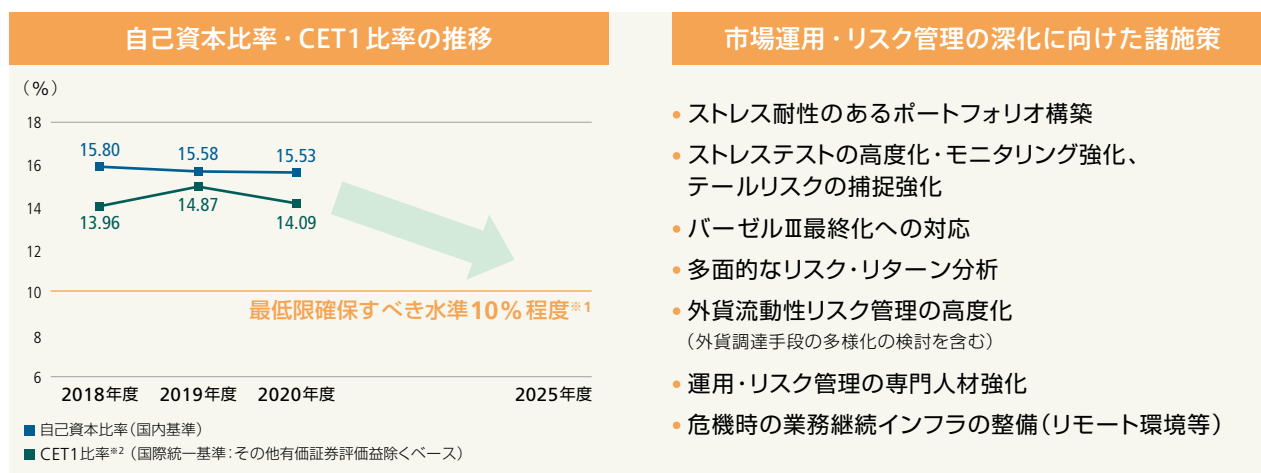 自己資本比率・CET1比率の推移
(%)
18
16
14
12
10
8
6
15.80
15.58
15.53
13.96
14.87
14.09
最低限確保すべき水準10%程度※1
2018年度 2019年度 2020年度 2025年度
自己資本比率(国内基準)
CET1比率※2(国際統一基準:その他有価証券評価益除くベース)
市場運用・リスク管理の深化に向けた諸施策
• ストレス耐性のあるポートフォリオ構築
• ストレステストの高度化・モニタリング強化、
テールリスクの捕捉強化
• バーゼルⅢ最終化への対応
• 多面的なリスク・リターン分析
• 外貨流動性リスク管理の高度化
(外貨調達手段の多様化の検討を含む)
• 運用・リスク管理の専門人材強化
• 危機時の業務継続インフラの整備(リモート環境等)